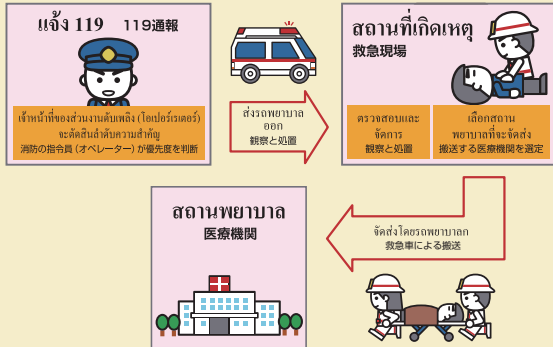 แจ้ง 119 119通報
เจ้าหน้าที่ของส่วนงานดับเพลิง (โอเปอร์เรเตอร์)
จะตัดสินลำดับความสำคัญ
消防の指令員 (オペレーター) が優先度を判断
ส่งรถพยาบาล
ออก
観察と処置
สถานที่เกิดเหตุ
救急現場
ตรวจสอบและ
จัดการ
観察と処置
เลือกสถาน
พยาบาลที่จะจัดส่ง
搬送する医療機関を選定
จัดส่งโดยรถพยาบาลก
救急車による搬送
สถานพยาบาล
医療機関